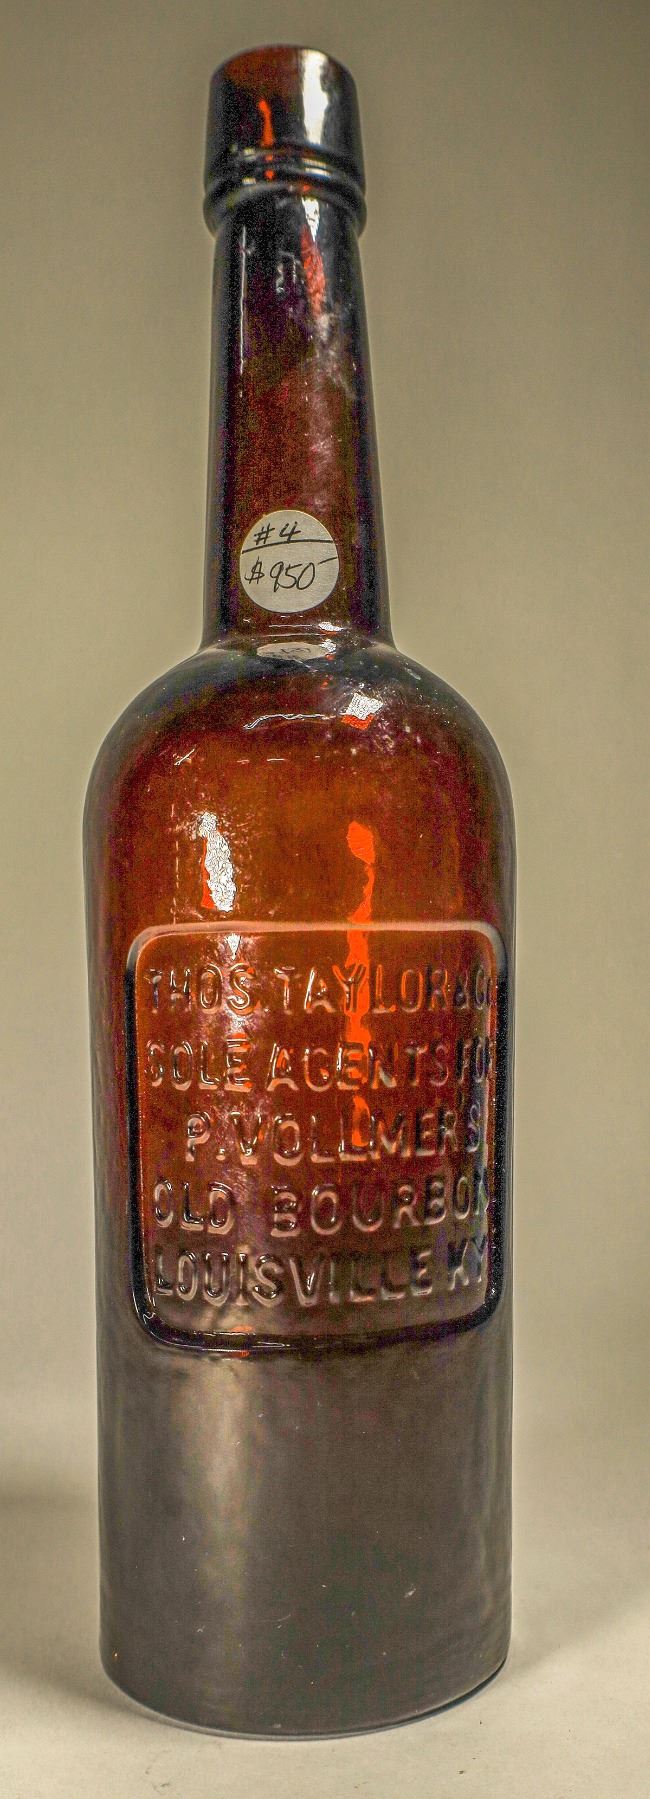 #4
$950-
THOS. TAYLOR & CO
SOLE AGENTS FOR
P. VOLLMER S
OLD BOURBON
LOUISVILLE KY